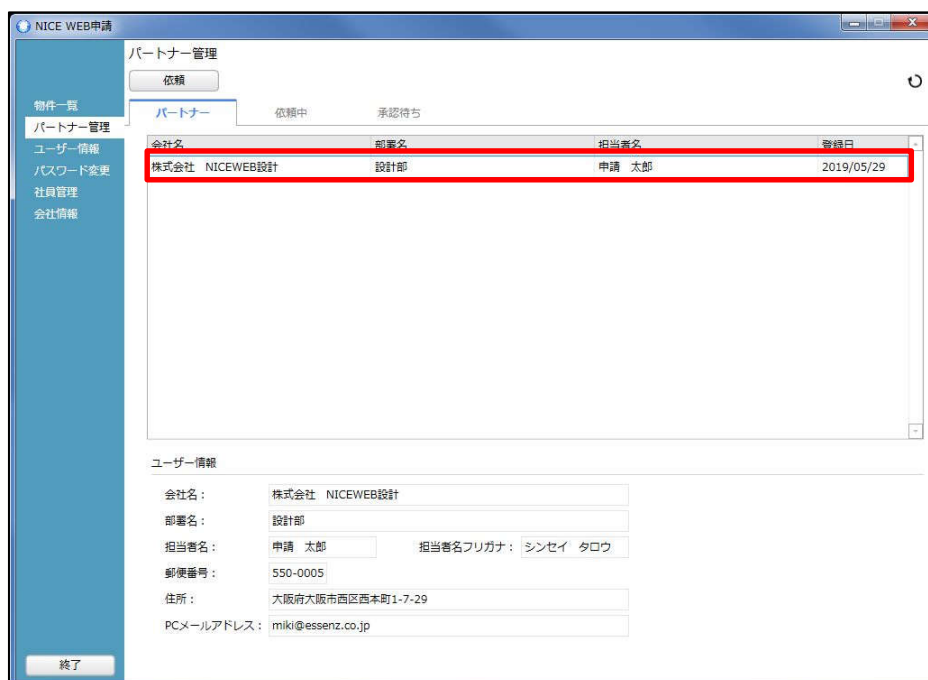 NICE WEB申請
パートナー管理
依頼
物件一覧
パートナー管理
ユーザー情報
パスワード変更
社員管理
会社情報
パートナー 依頼中 承認待ち
会社名 部署名 担当者名 登録日
株式会社 NICEWEB設計 設計部 申請 太郎 2019/05/29
ユーザー情報
会社名： 株式会社 NICEWEB設計
部署名： 設計部
担当者名： 申請 太郎 担当者名フリガナ： シンセイ タロウ
郵便番号： 550-0005
住所： 大阪府大阪市西区西本町1-7-29
PCメールアドレス： miki@essenz.co.jp
終了